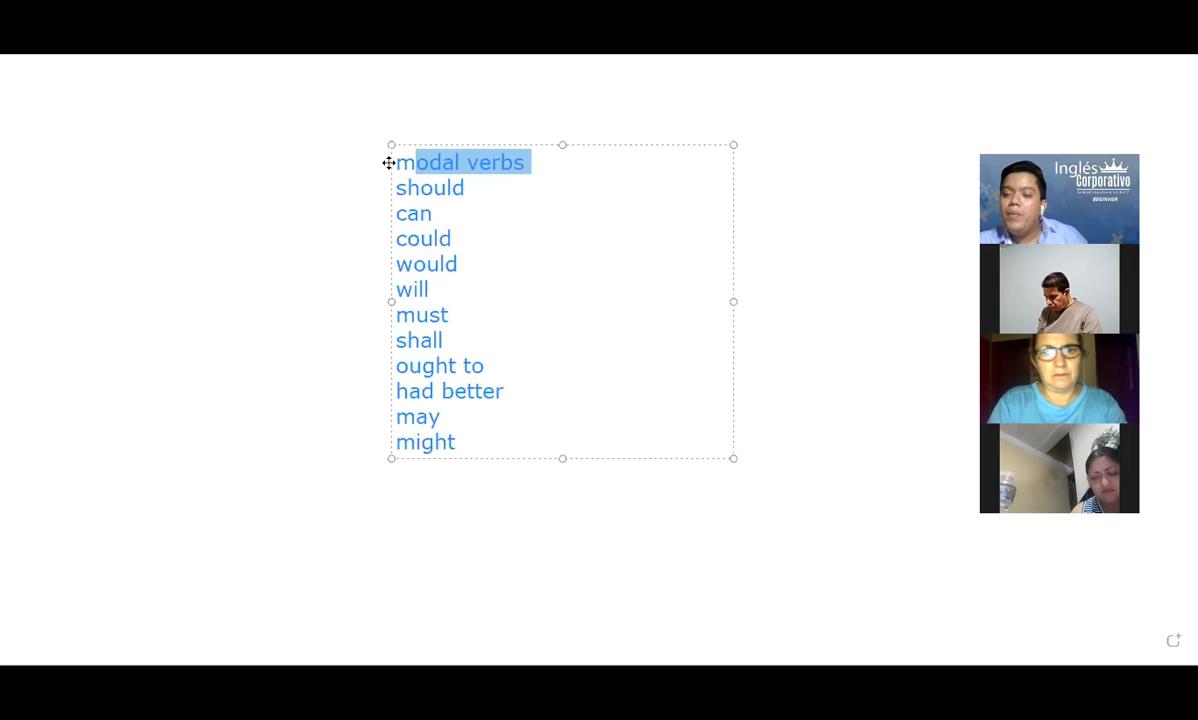 modal verbs
should
can
could
would
will
must
shall
ought to
had better
may
might
Inglés
Corporativo
BEGINNER